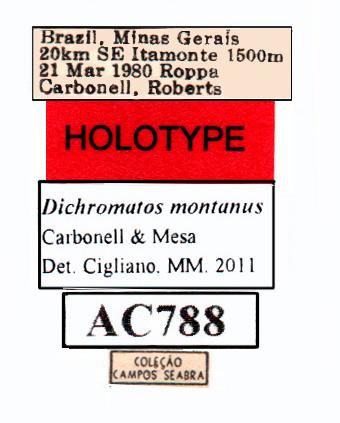 Brazil, Minas Gerais
20km SE Itamonte 1500m
21 Mar 1980 Roppa
Carbonell, Roberts
HOLOTYPE
Dichromatos montanus
Carbonell & Mesa
Det. Cigliano. MM. 2011
AC788
COLEÇÃO
CAMPOS SEABRA